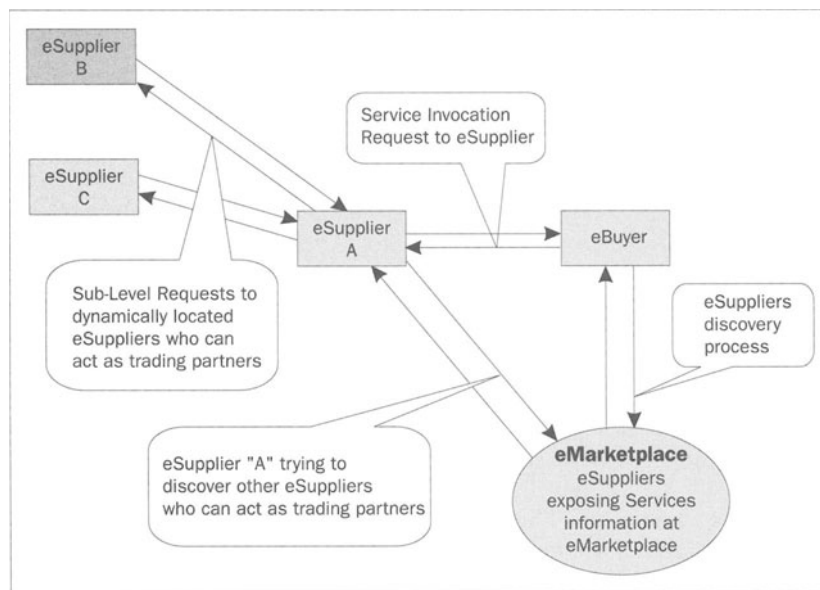 eSupplier
B
Service Invocation
Request to eSupplier
eSupplier
C
eSupplier
A
eBuyer
Sub-Level Requests to
dynamically located
eSuppliers who can
act as trading partners
eSuppliers
discovery
process
eSupplier "A" trying to
discover other eSuppliers
who can act as trading partners
eMarketplace
eSuppliers
exposing Services
information at
eMarketplace